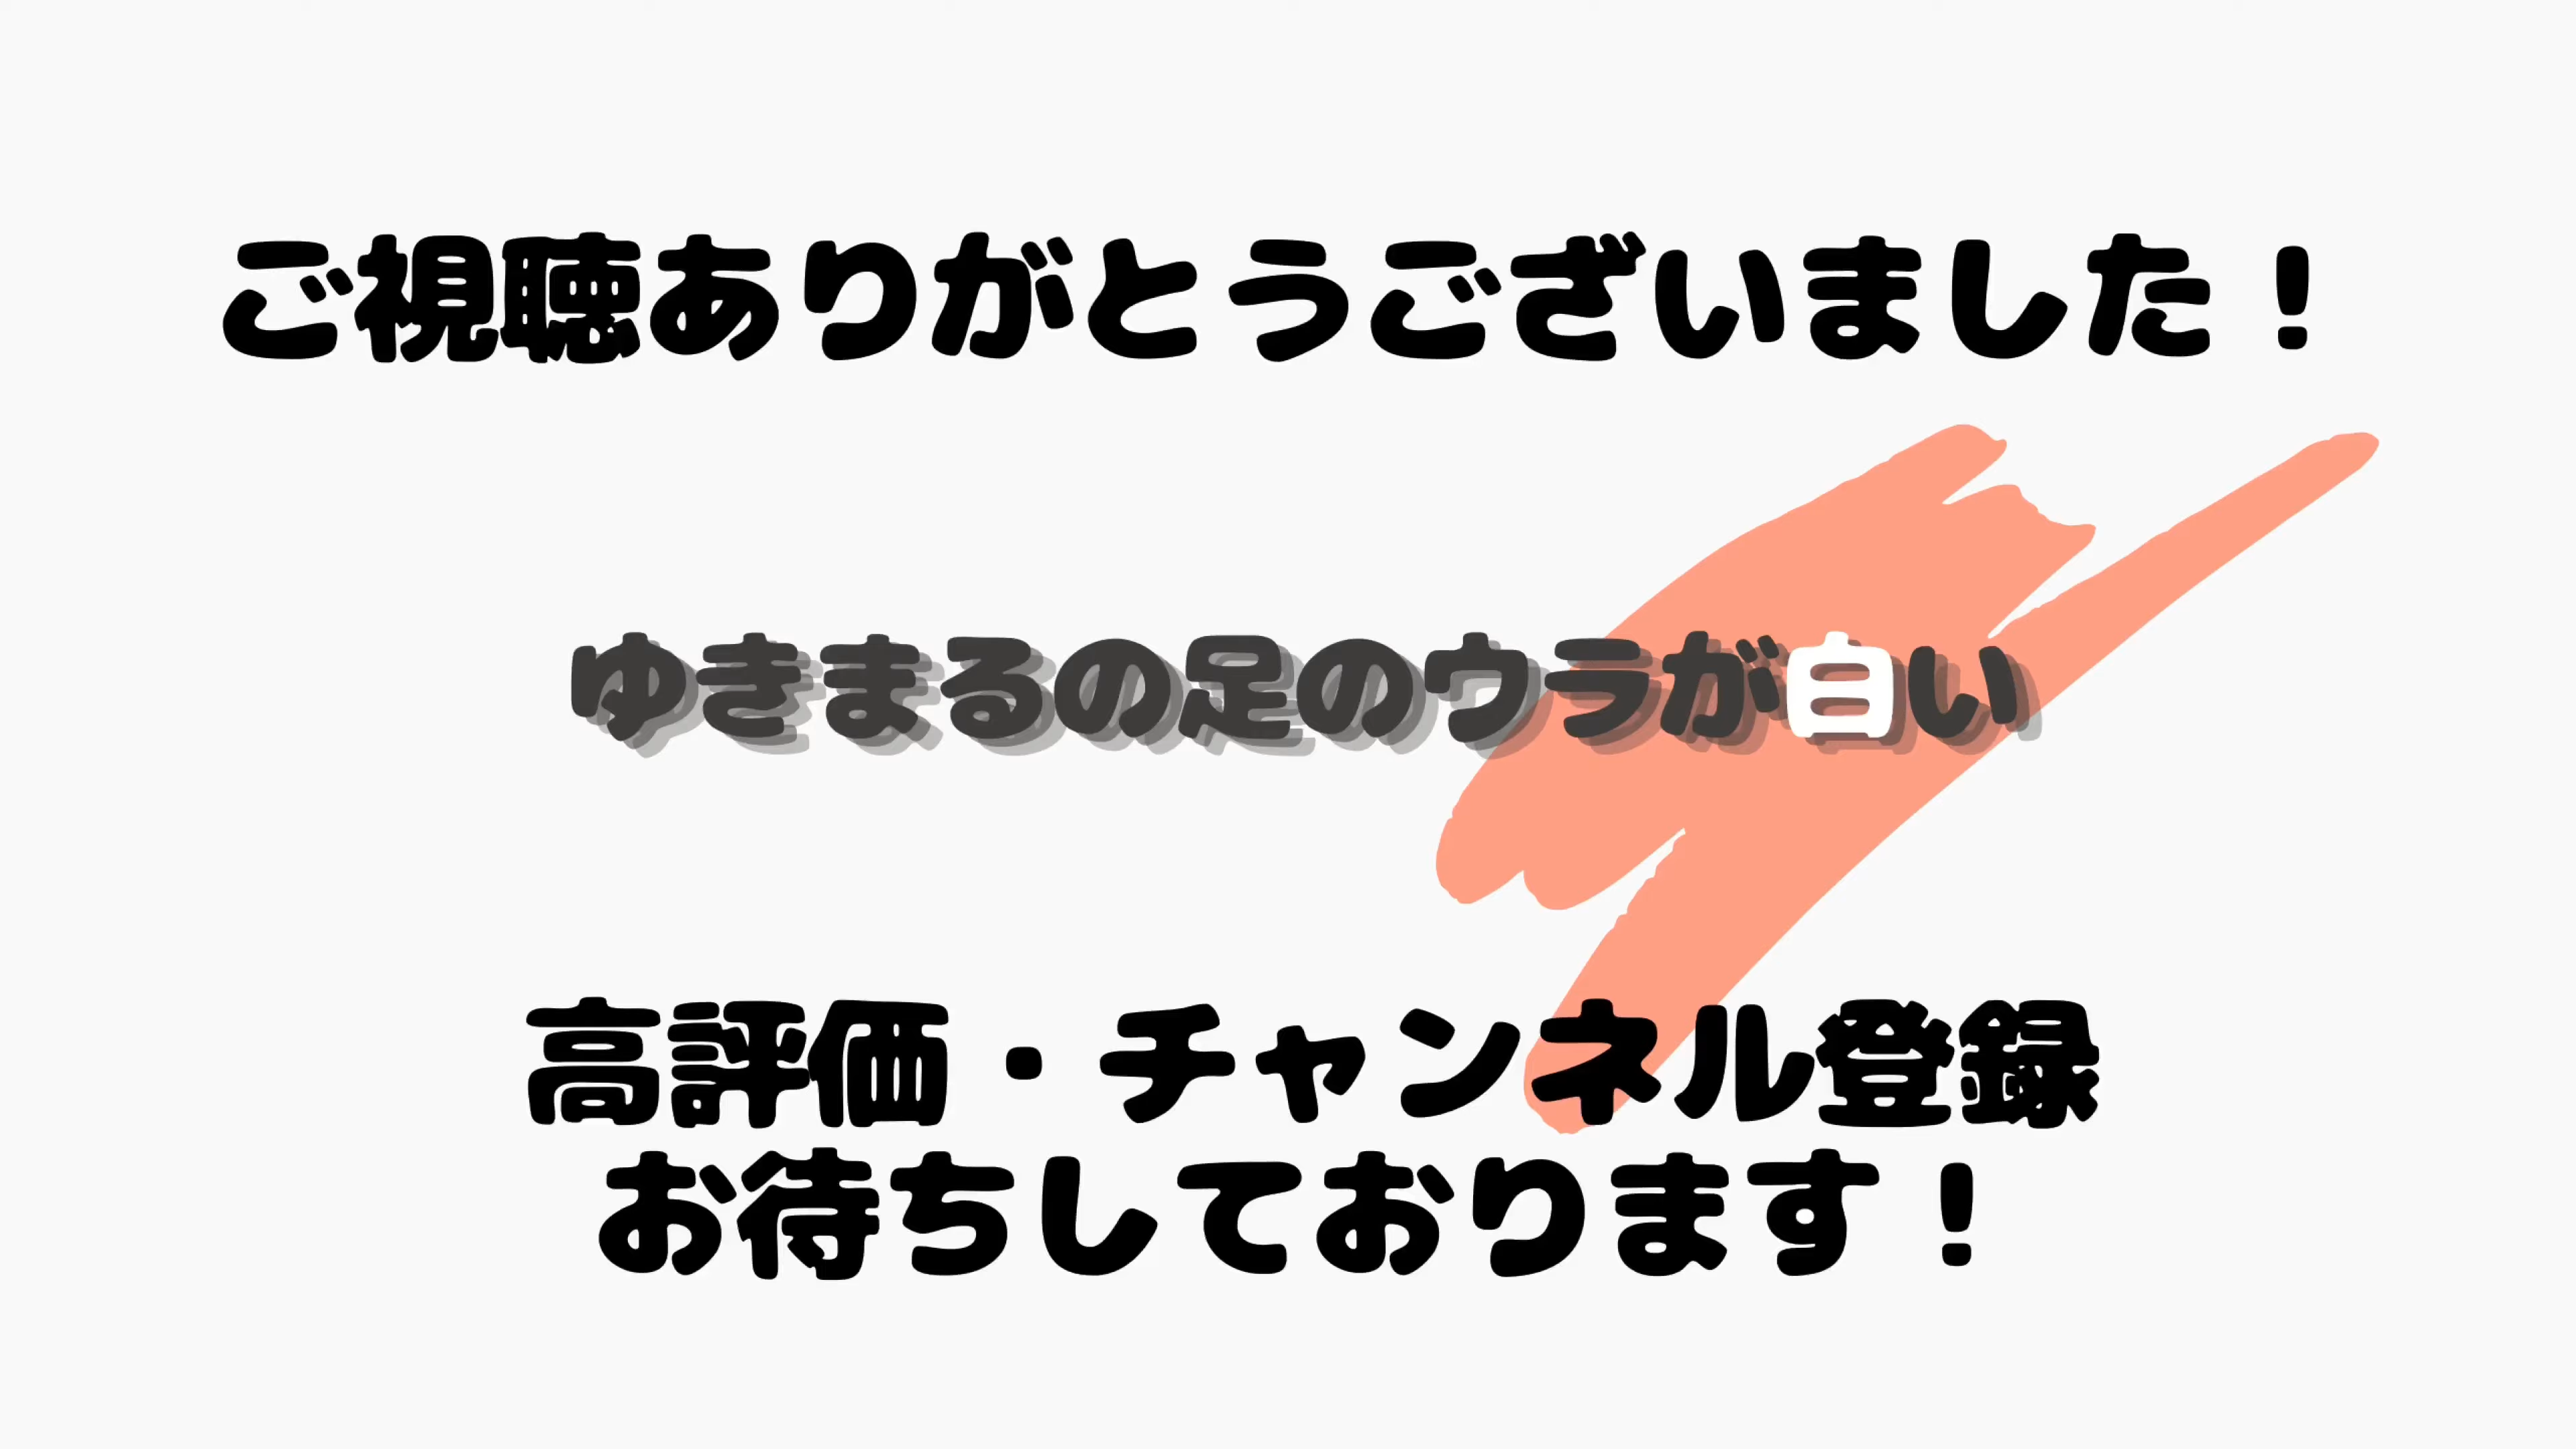 ご視聴ありがとうございました！
ゆきまるの足のウラが白い
高評価・チャンネル登録
お待ちしております！